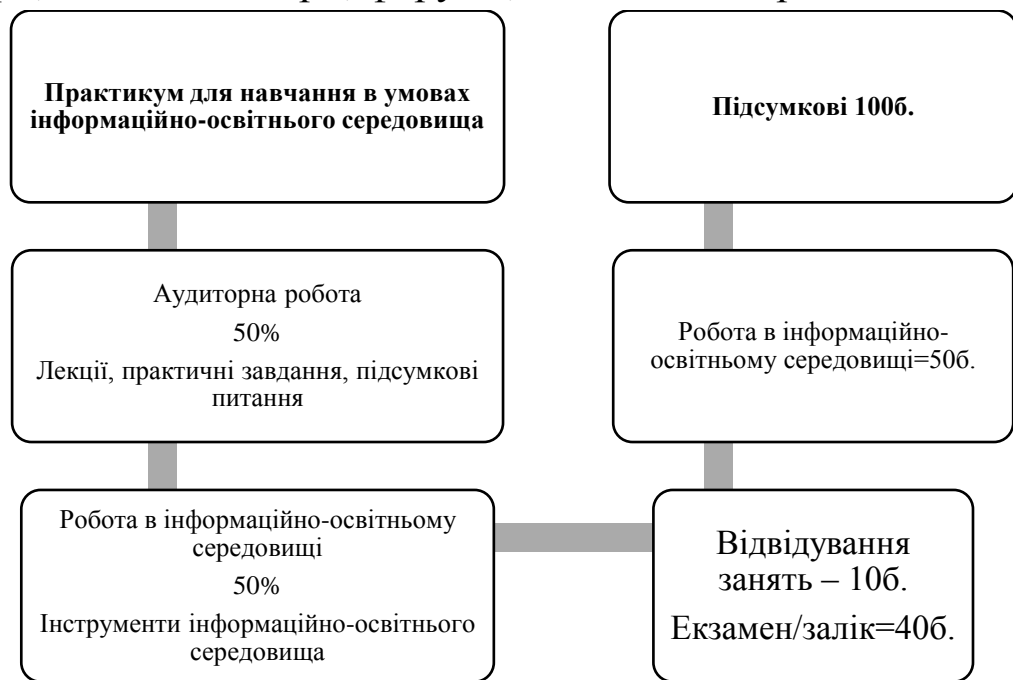 Практикум для навчання в умовах
інформаційно-освітнього середовища
Аудиторна робота
50%
Лекції, практичні завдання, підсумкові
питання
Робота в інформаційно-освітньому
середовищі
50%
Інструменти інформаційно-освітнього
середовища
Відвідування
занять – 10б.
Екзамен/залік=40б.
Робота в інформаційно-
освітньому середовищі=50б.
Підсумкові 100б.